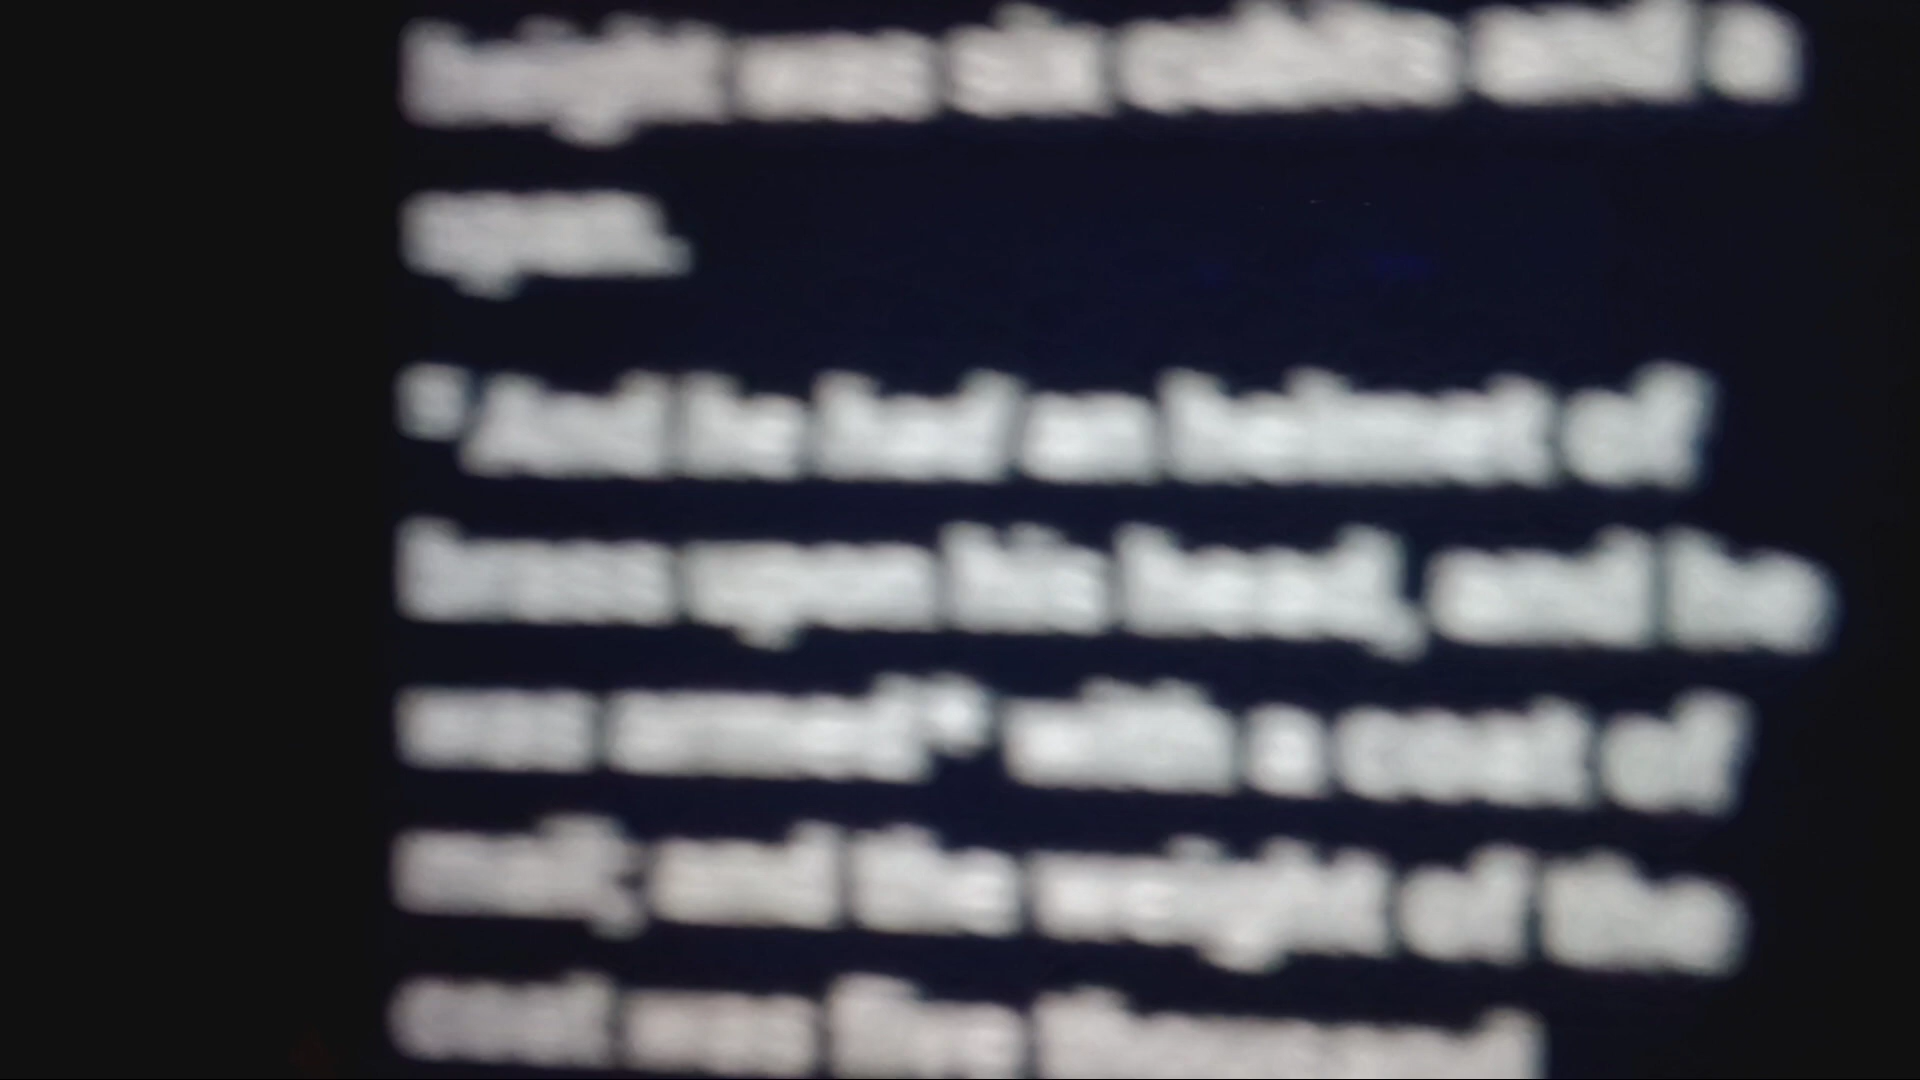 height was six cubits and a
span.
"And he had an helmet of
brass upon his head, and he
was armed" with a coat of
mail; and the weight of the
coat was five thousand